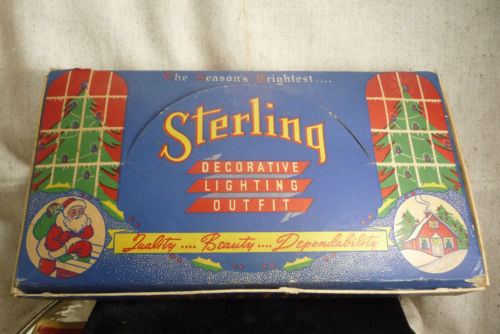 The Season's Brightest....
Sterling
DECORATIVE
LIGHTING
OUTFIT
Quality .... Beauty .... Dependability